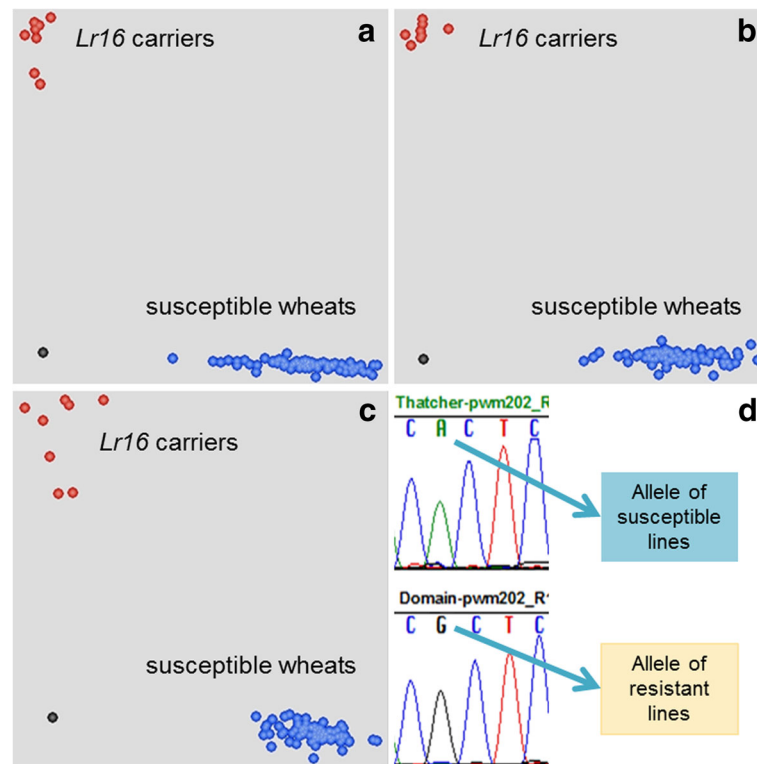 a
Lr16 carriers
susceptible wheats
b
Lr16 carriers
susceptible wheats
c
Lr16 carriers
susceptible wheats
d
Thatcher-pwm202_R
C A C T C
Allele of
susceptible
lines
Domain-pwm202_R1
C G C T C
Allele of
resistant
lines